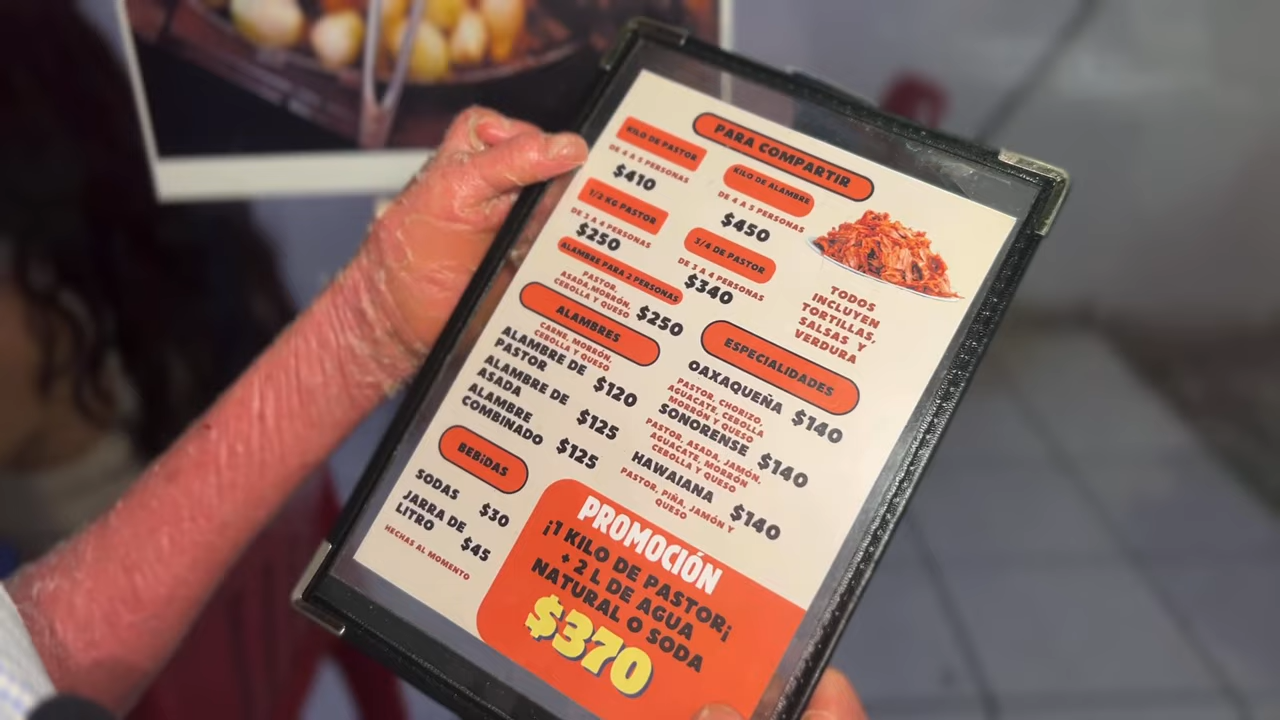 PARA COMPARTIR
KILO DE PASTOR
DE 4 A 5 PERSONAS
$410
KILO DE ALAMBRE
DE 4 A 5 PERSONAS
$450
1/2 KG PASTOR
DE 3 A 4 PERSONAS
$250
3/4 DE PASTOR
DE 3 A 4 PERSONAS
$340
ALAMBRE PARA 2 PERSONAS
PASTOR,
ASADA,MORRÓN,
CEBOLLA Y QUESO
$250
TODOS
INCLUYEN
TORTILLAS,
SALSAS Y
VERDURA
ALAMBRES
CARNE, MORRÓN,
CEBOLLA Y QUESO
ALAMBRE DE
PASTOR
$120
ALAMBRE DE
ASADA
$125
ALAMBRE
COMBINADO
$125
ESPECIALIDADES
OAXAQUEÑA $140
PASTOR, CHORIZO,
AGUACATE, CEBOLLA
MORRÓN Y QUESO
SONORENSE $140
PASTOR, ASADA, JAMÓN,
AGUACATE, MORRÓN
CEBOLLA Y QUESO
HAWAIANA $140
PASTOR, PIÑA, JAMÓN Y
QUESO
BEBiDAS
SODAS $30
JARRA DE
LITRO $45
HECHAS AL MOMENTO
PROMOCIÓN
¡1 KILO DE PASTOR¡
+ 2 L DE AGUA
NATURAL O SODA
$370